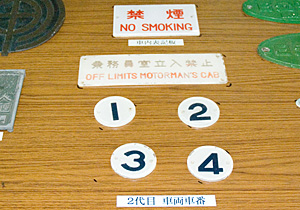 禁煙
NO SMOKING
車内表記板
乗務員室立入禁止
OFF LIMITS MOTORMAN'S CAB
1 2
3 4
2代目 車両車番